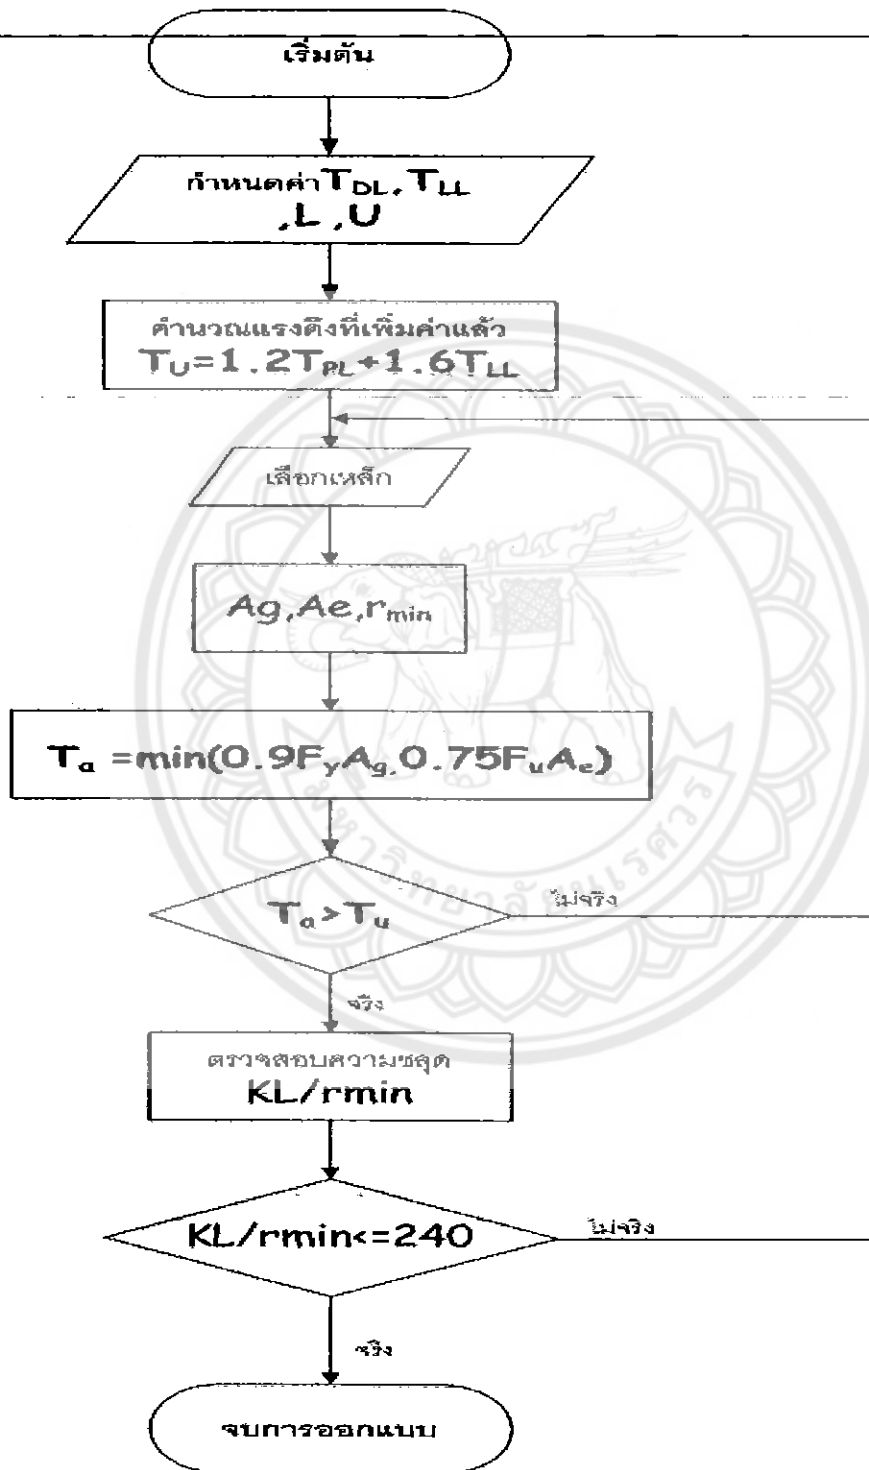 เริ่มต้น
กำหนดค่า T_DL, T_LL
,L ,U
คำนวณแรงดึงที่เพิ่มค่าแล้ว
T_U=1.2T_PL+1.6T_LL
เลือกเหล็ก
Ag,Ae,r_min
T_a =min(0.9F_yA_g,0.75F_uA_e)
T_a>T_u
ไม่จริง
จริง
ตรวจสอบความชลูด
KL/rmin
KL/rmin<=240
ไม่จริง
จริง
จบการออกแบบ